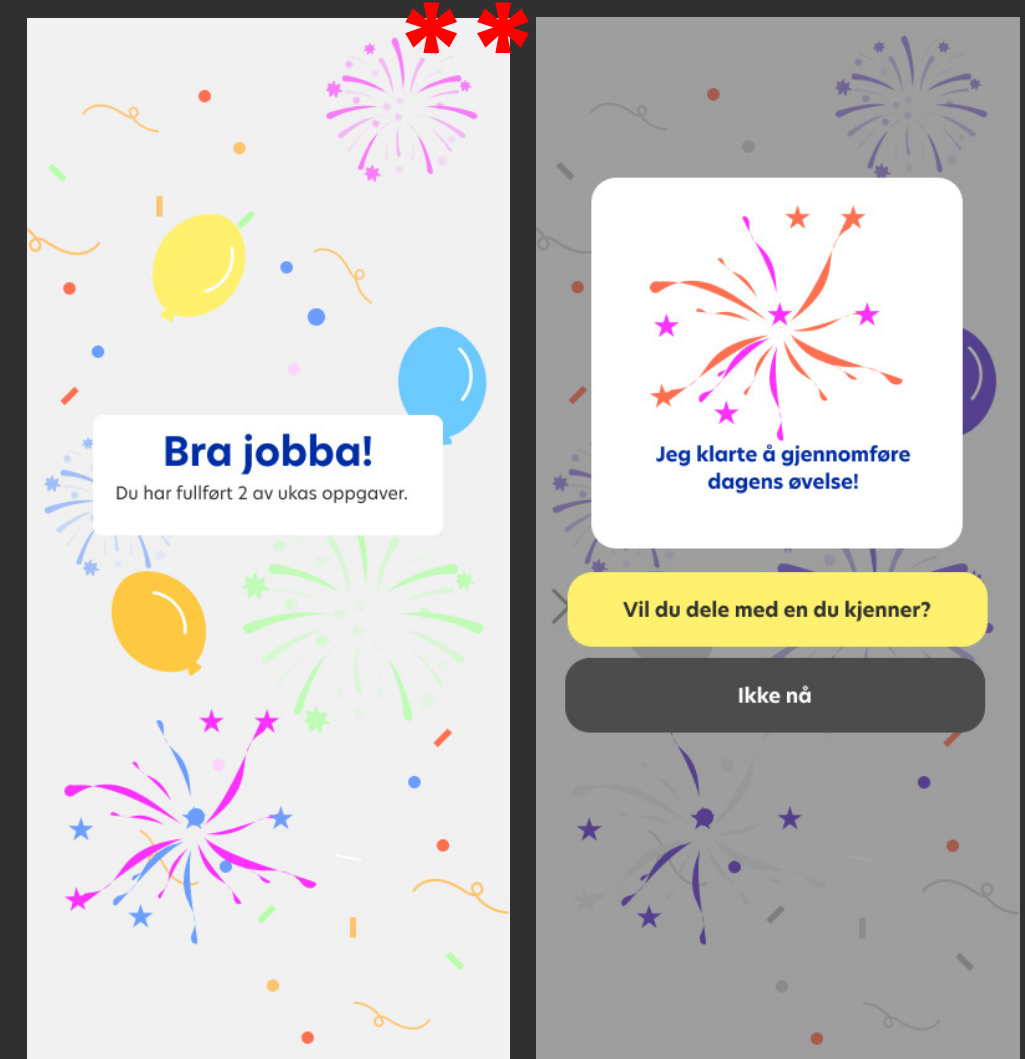 **
Bra jobba!
Du har fullført 2 av ukas oppgaver.
Jeg klarte å gjennomføre
dagens øvelse!
Vil du dele med en du kjenner?
Ikke nå